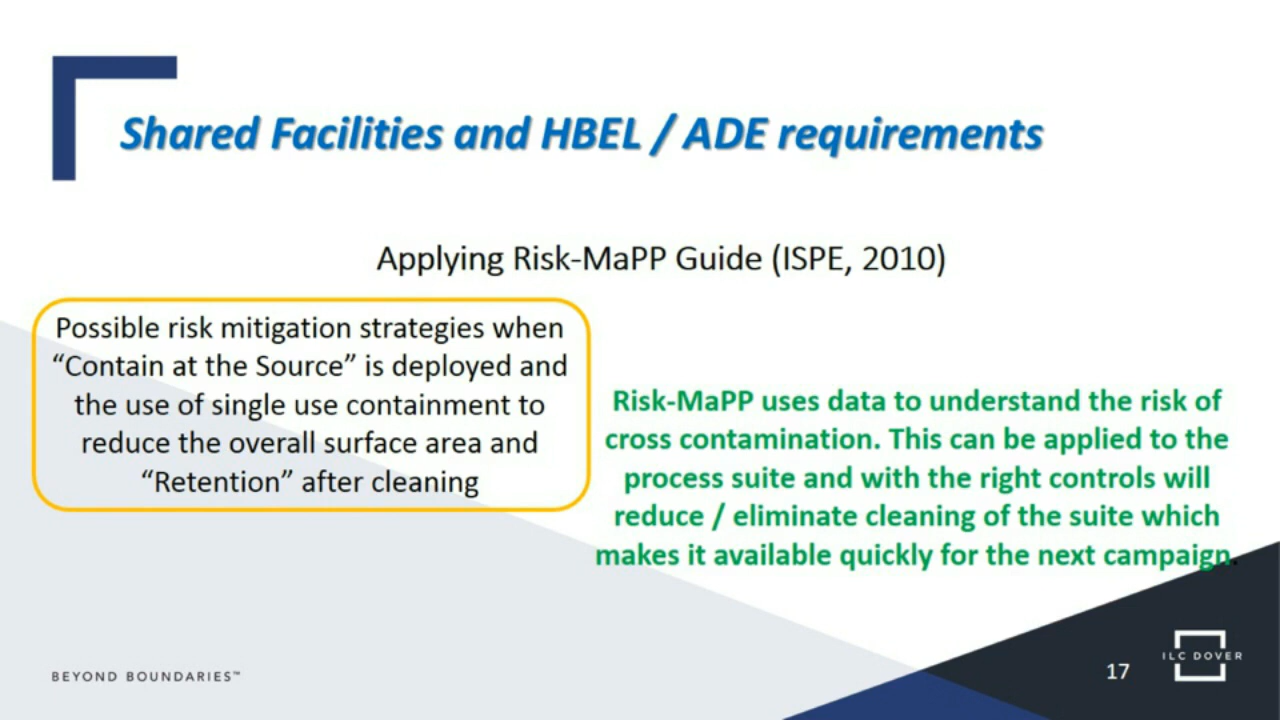 Shared Facilities and HBEL / ADE requirements
Applying Risk-MaPP Guide (ISPE, 2010)
Possible risk mitigation strategies when
“Contain at the Source” is deployed and
the use of single use containment to
reduce the overall surface area and
“Retention” after cleaning
Risk-MaPP uses data to understand the risk of
cross contamination. This can be applied to the
process suite and with the right controls will
reduce / eliminate cleaning of the suite which
makes it available quickly for the next campaign.
BEYOND BOUNDARIES™
17
ILC DOVER